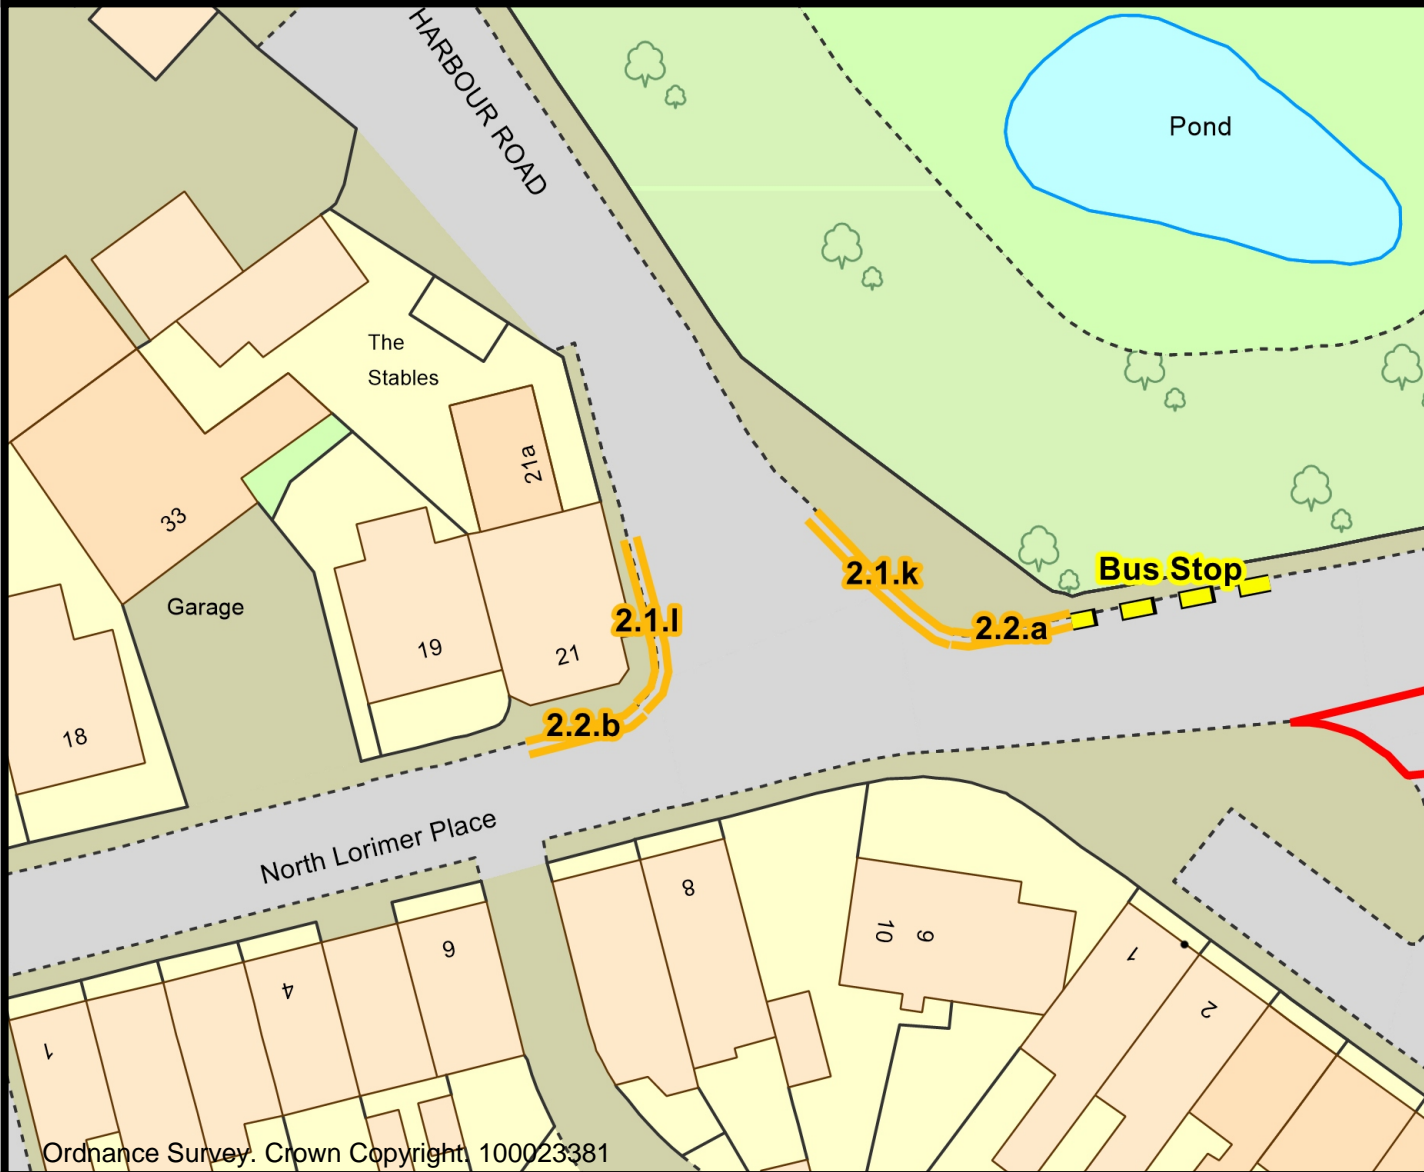 HARBOUR ROAD
Pond
The
Stables
21a
33
2.1.k
Bus Stop
Garage
2.1.l
2.2.a
19
21
18
2.2.b
North Lorimer Place
8
6
10
9
4
1
1
2
Ordnance Survey. Crown Copyright. 100023381